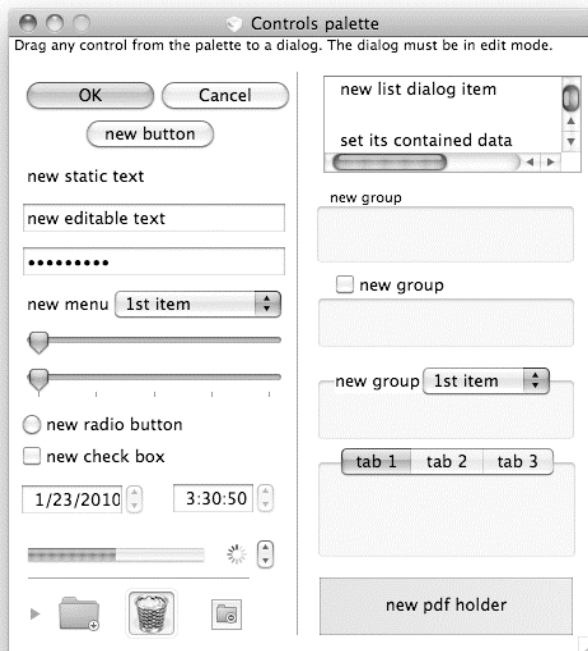 Controls palette
Drag any control from the palette to a dialog. The dialog must be in edit mode.
OK
Cancel
new button
new static text
new editable text
•••••••••
new menu
1st item
new radio button
new check box
1/23/2010
3:30:50
new list dialog item
set its contained data
new group
new group
new group
1st item
tab 1
tab 2
tab 3
new pdf holder